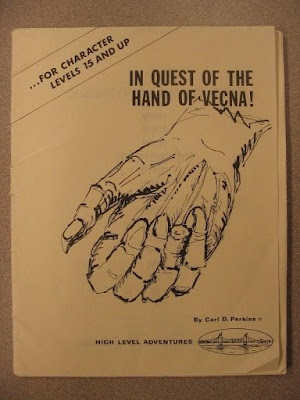 ...FOR CHARACTER
LEVELS 15 AND UP
IN QUEST OF THE
HAND OF VECNA!
By Carl D. Perkins
HIGH LEVEL ADVENTURES